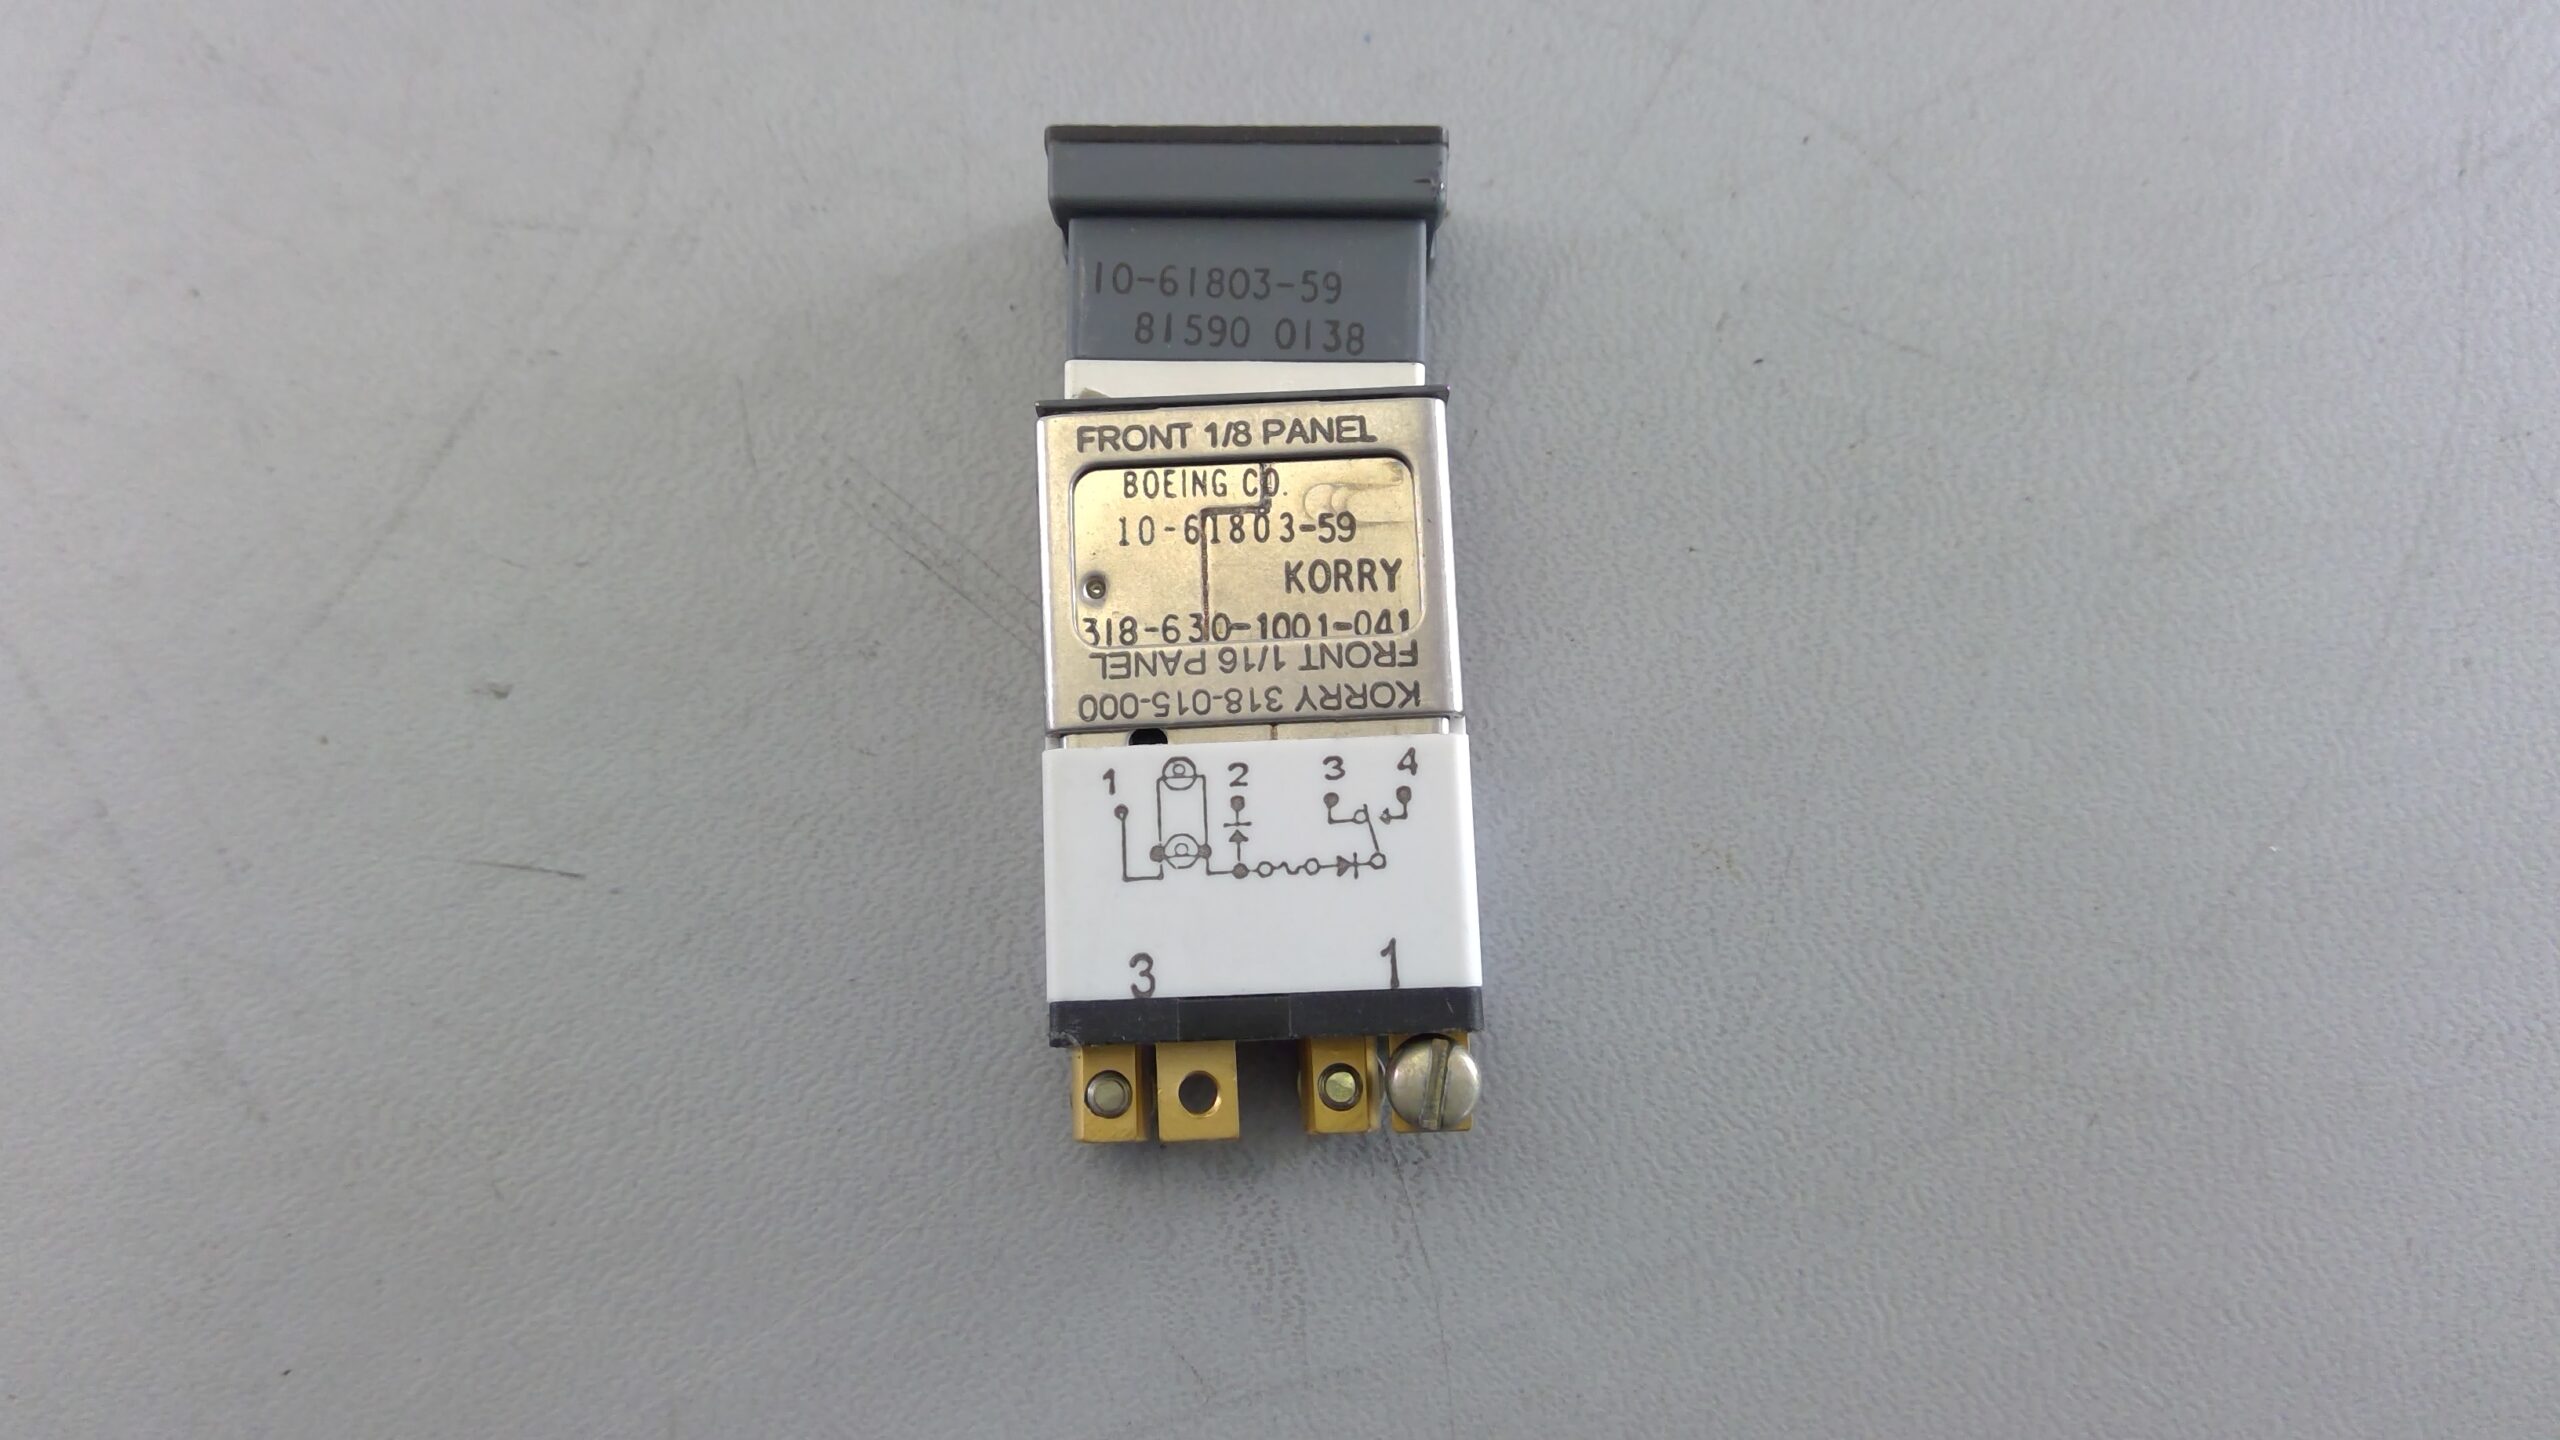 10-61803-59
81590 0138
FRONT 1/8 PANEL
BOEING CO.
10-61803-59
KORRY
318-630-1001-041
FRONT 1/16 PANEL
KORRY 318-015-000
1 2 3 4
3 1